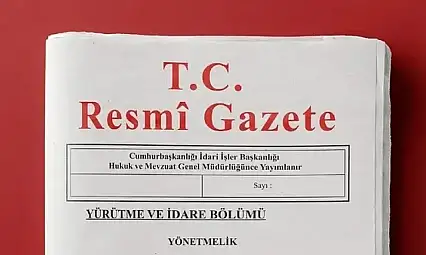 T.C.
Resmî Gazete
Cumhurbaşkanlığı İdari İşler Başkanlığı
Hukuk ve Mevzuat Genel Müdürlüğünce Yayımlanır
Sayı :
YÜRÜTME VE İDARE BÖLÜMÜ
YÖNETMELİK